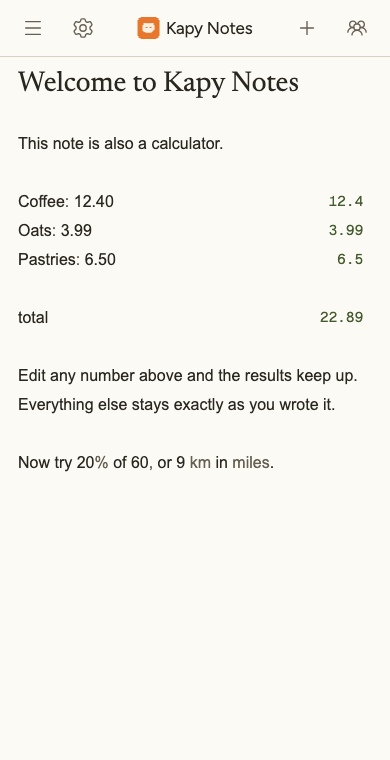 Kapy Notes
Welcome to Kapy Notes
This note is also a calculator.
Coffee: 12.40 12.4
Oats: 3.99 3.99
Pastries: 6.50 6.5
total 22.89
Edit any number above and the results keep up.
Everything else stays exactly as you wrote it.
Now try 20% of 60, or 9 km in miles.